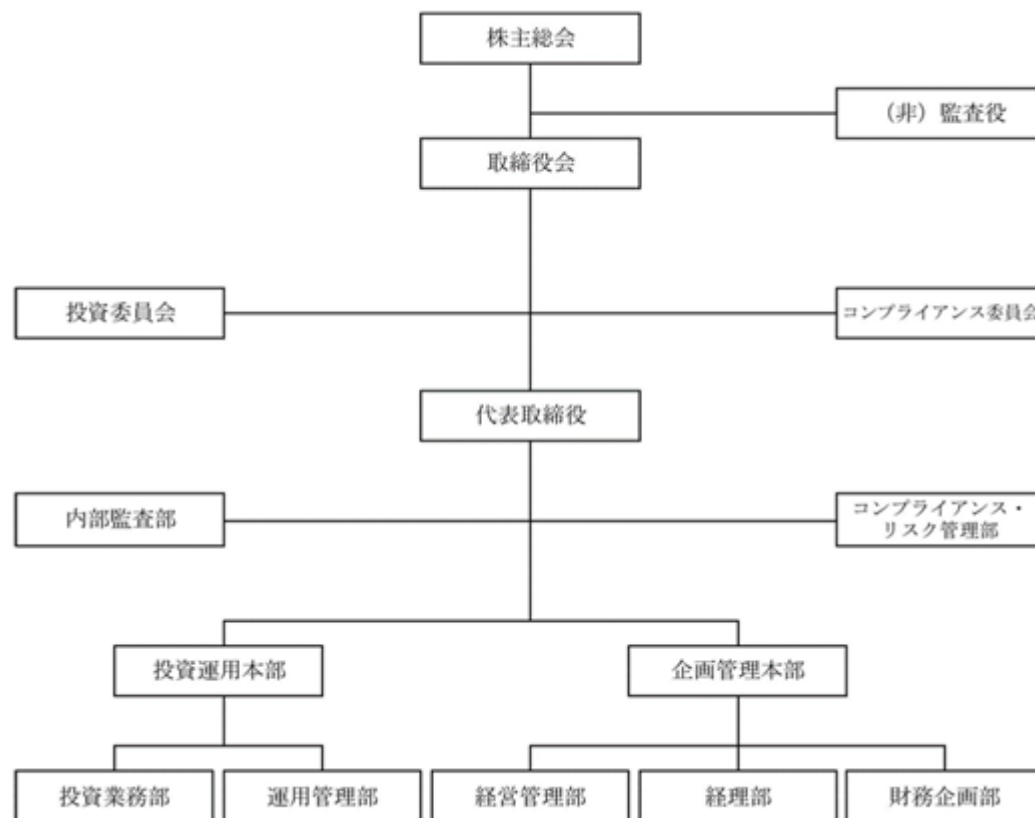 株主総会
（非）監査役
取締役会
投資委員会
コンプライアンス委員会
代表取締役
内部監査部
コンプライアンス・
リスク管理部
投資運用本部
企画管理本部
投資業務部
運用管理部
経営管理部
経理部
財務企画部